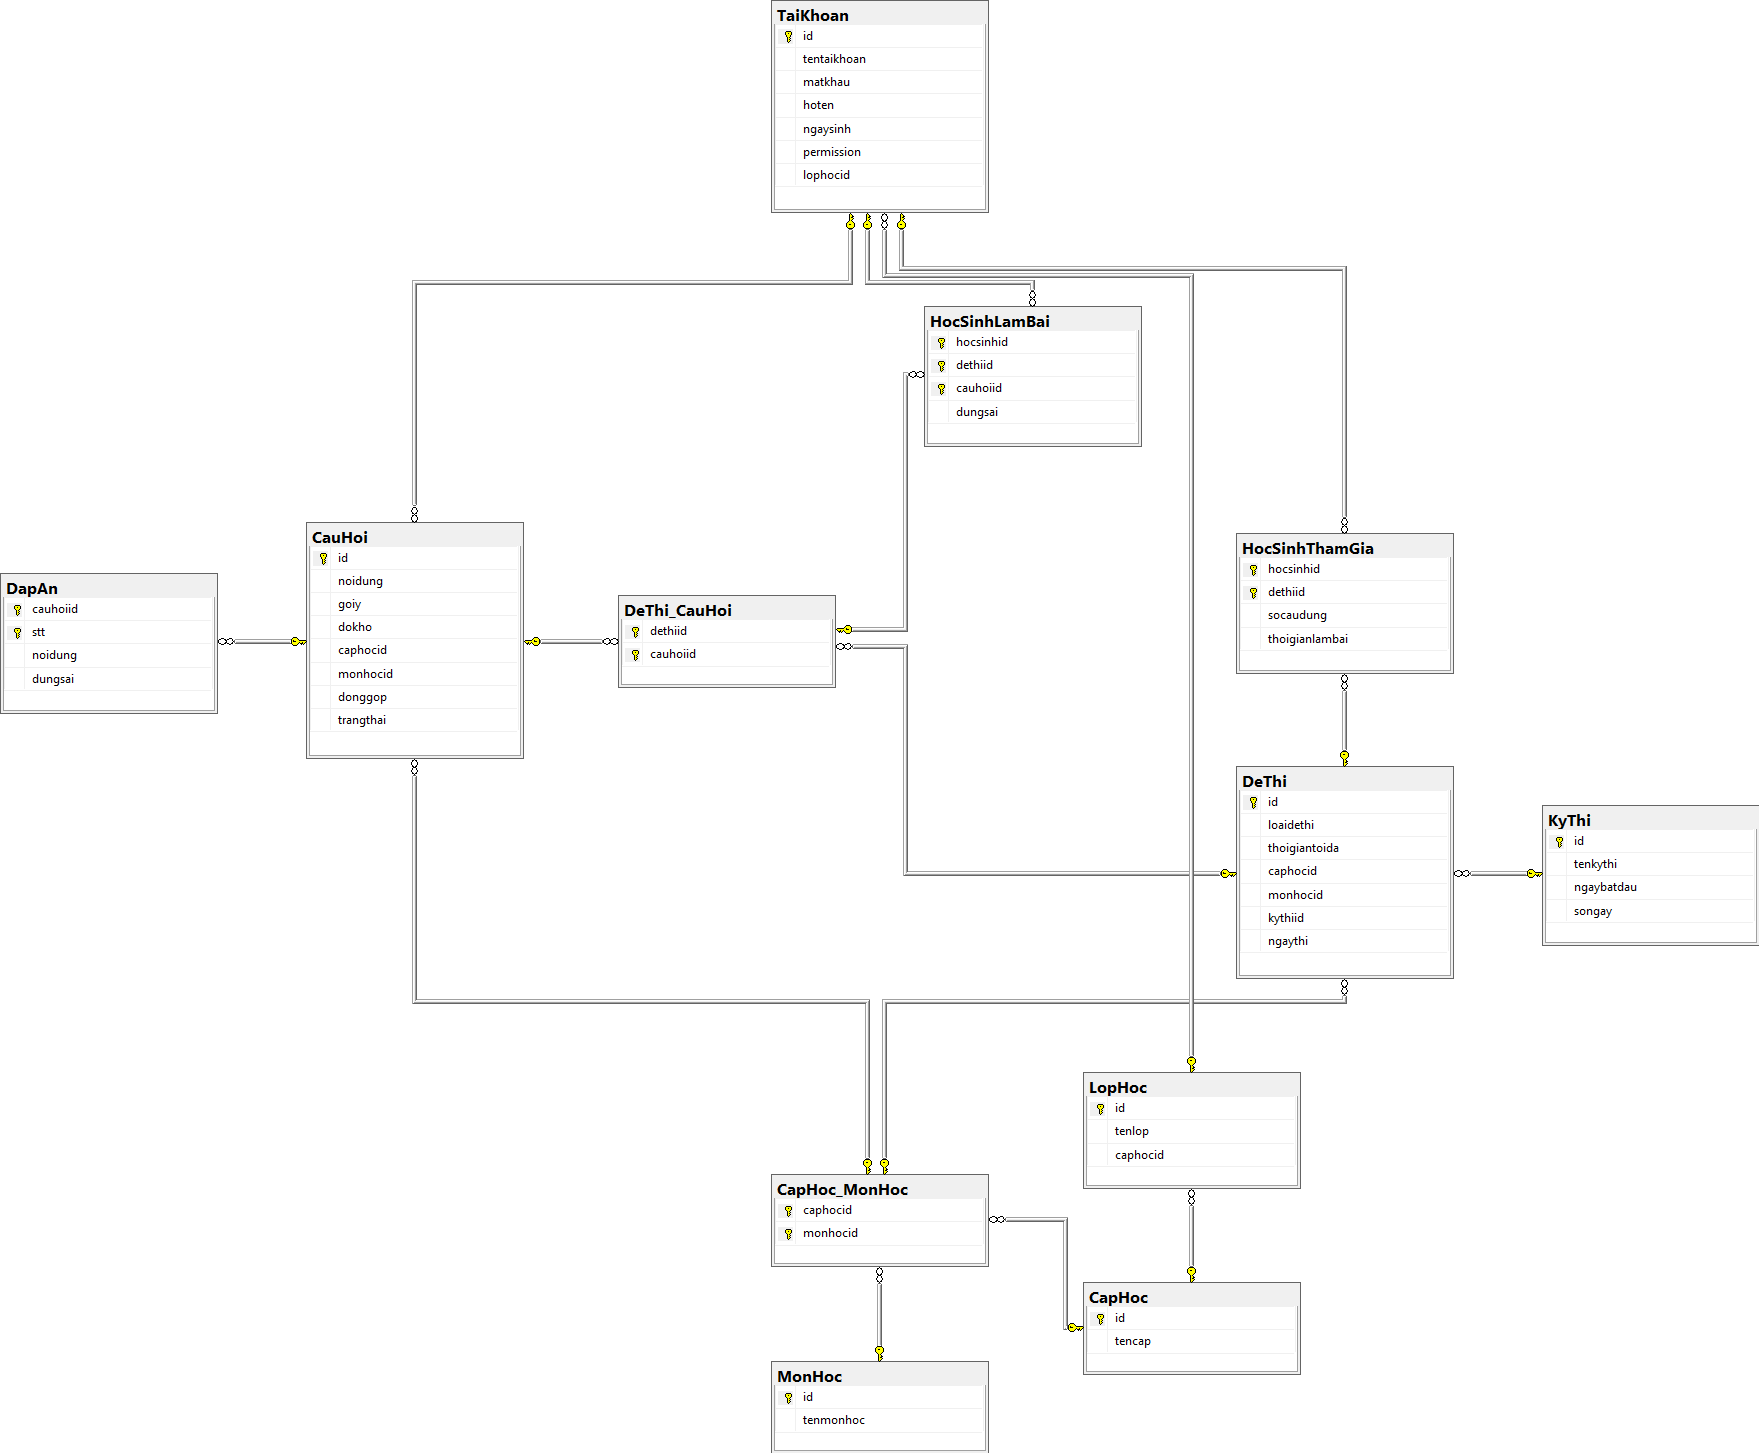 TaiKhoan
id
tentaikhoan
matkhau
hoten
ngaysinh
permission
lophocid
HocSinhLamBai
hocsinhid
dethiid
cauhoiid
dungsai
CauHoi
id
noidung
goiy
dokho
caphocid
monhocid
donggop
trangthai
HocSinhThamGia
hocsinhid
dethiid
socaudung
thoigianlambai
DapAn
cauhoiid
stt
noidung
dungsai
DeThi_CauHoi
dethiid
cauhoiid
DeThi
id
loaidethi
thoigiantoida
caphocid
monhocid
kythiid
ngaythi
KyThi
id
tenkythi
ngaybatdau
songay
LopHoc
id
tenlop
caphocid
CapHoc_MonHoc
caphocid
monhocid
CapHoc
id
tencap
MonHoc
id
tenmonhoc